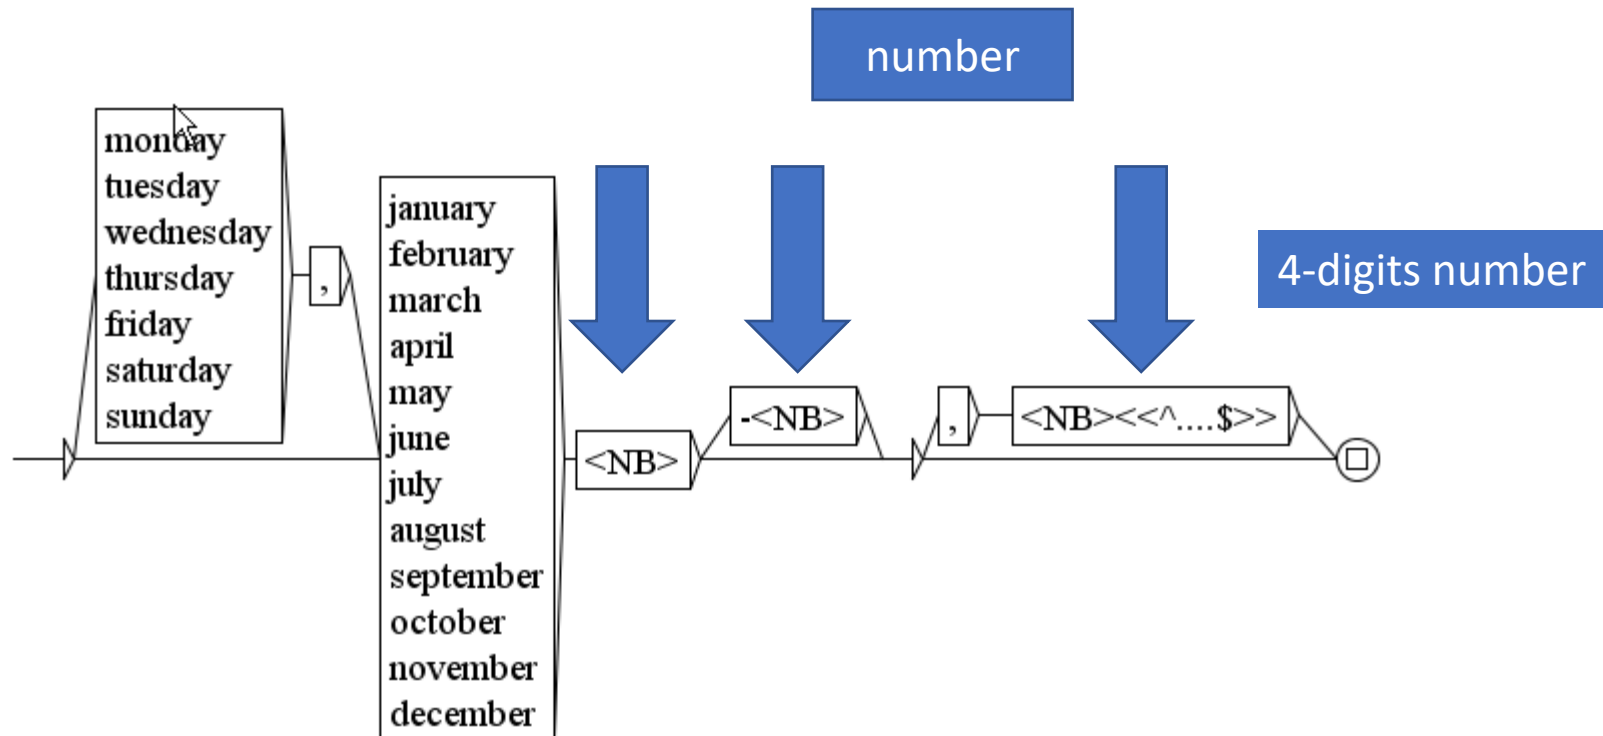 number
monday
tuesday
wednesday
thursday
friday
saturday
sunday
,
january
february
march
april
may
june
july
august
september
october
november
december
<NB>
-<NB>
,
<NB><<^....$>>
4-digits number